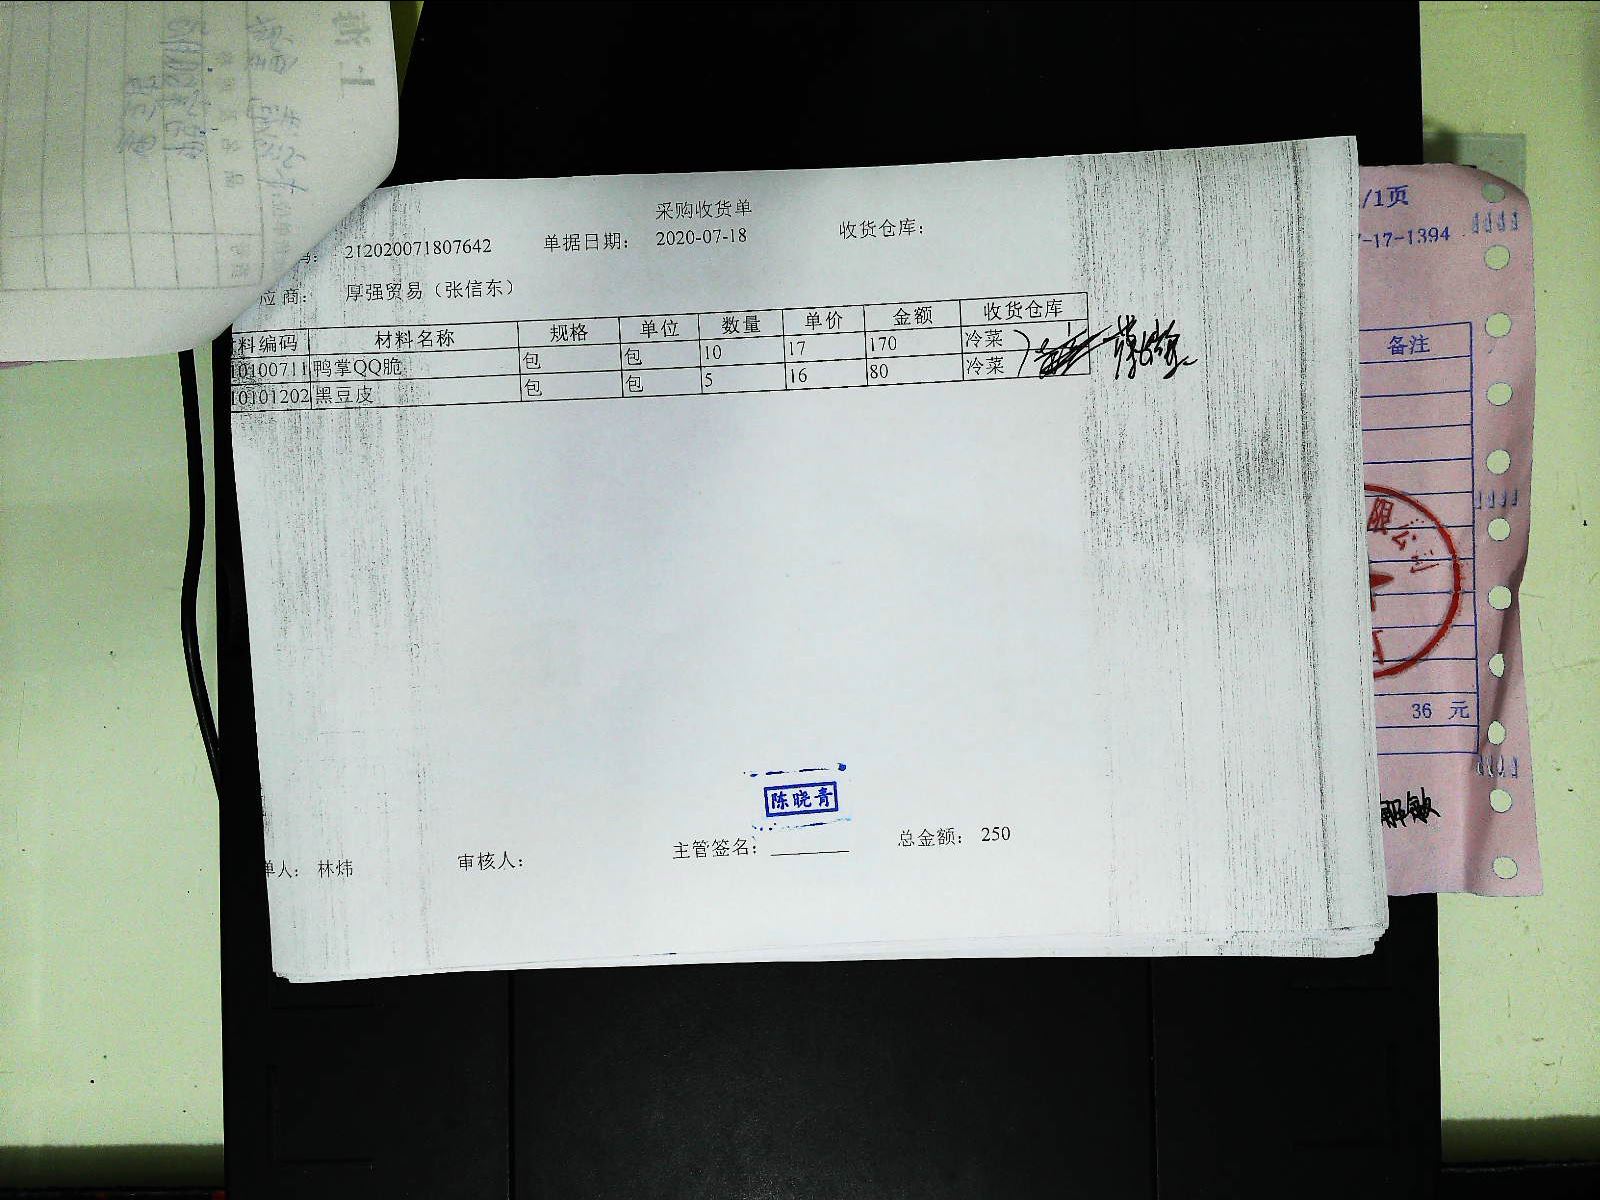 采购收货单
212020071807642 单据日期: 2020-07-18 收货仓库:
应商: 厚强贸易（张信东）
料编码 材料名称 规格 单位 数量 单价 金额 收货仓库
10100711 鸭掌QQ脆 包 包 10 17 170 冷菜
10101202 黑豆皮 包 包 5 16 80 冷菜
陈晓青
单人: 林炜 审核人: 主管签名: 总金额: 250
/1页
7-17-1394
备注
限公司
36 元